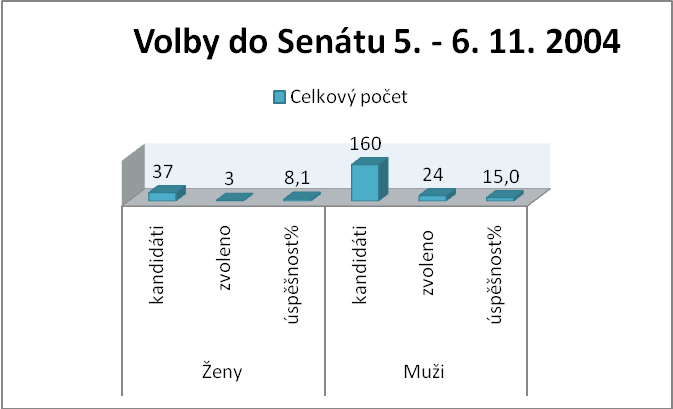 Volby do Senátu 5. - 6. 11. 2004
Celkový počet
37
3
8,1
160
24
15,0
kandidáti
zvoleno
úspěšnost%
kandidáti
zvoleno
úspěšnost%
Ženy
Muži